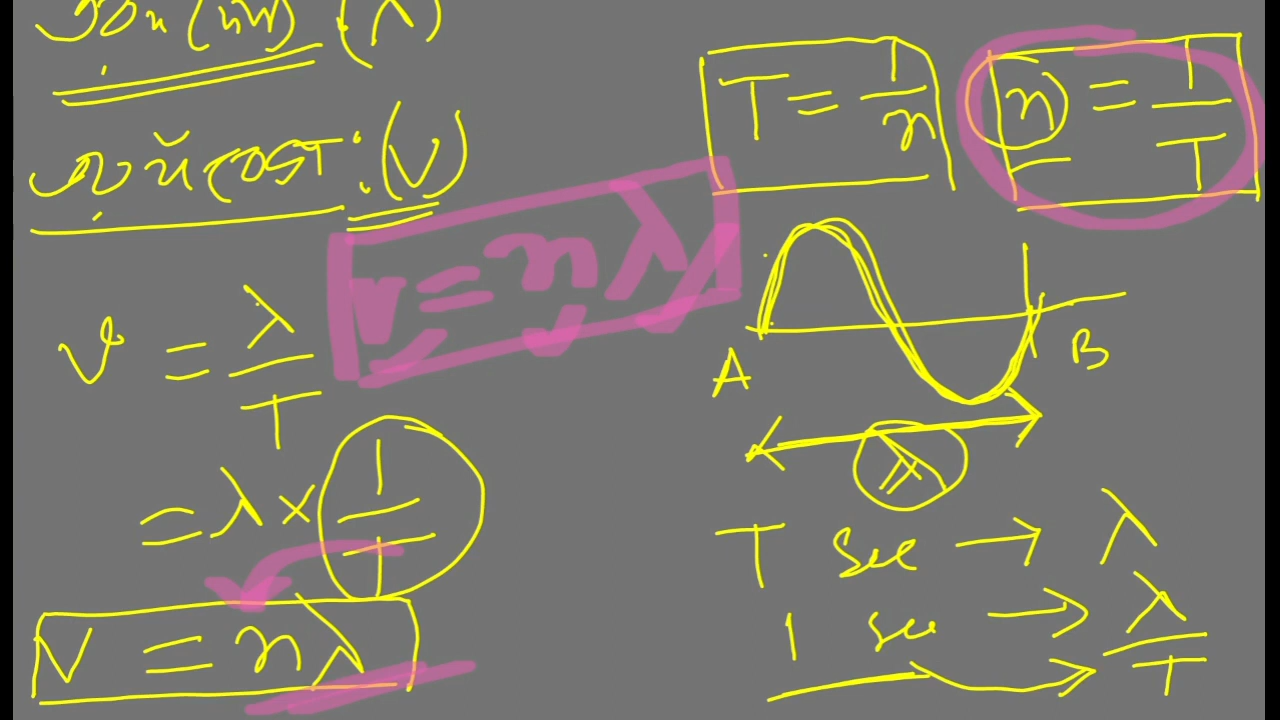 (λ)
: (V)
T = 1/n
n = 1/T
v = nλ
v = λ/T
= λ × 1/T
V = nλ
A
B
λ
T sec → λ
1 sec → λ/T